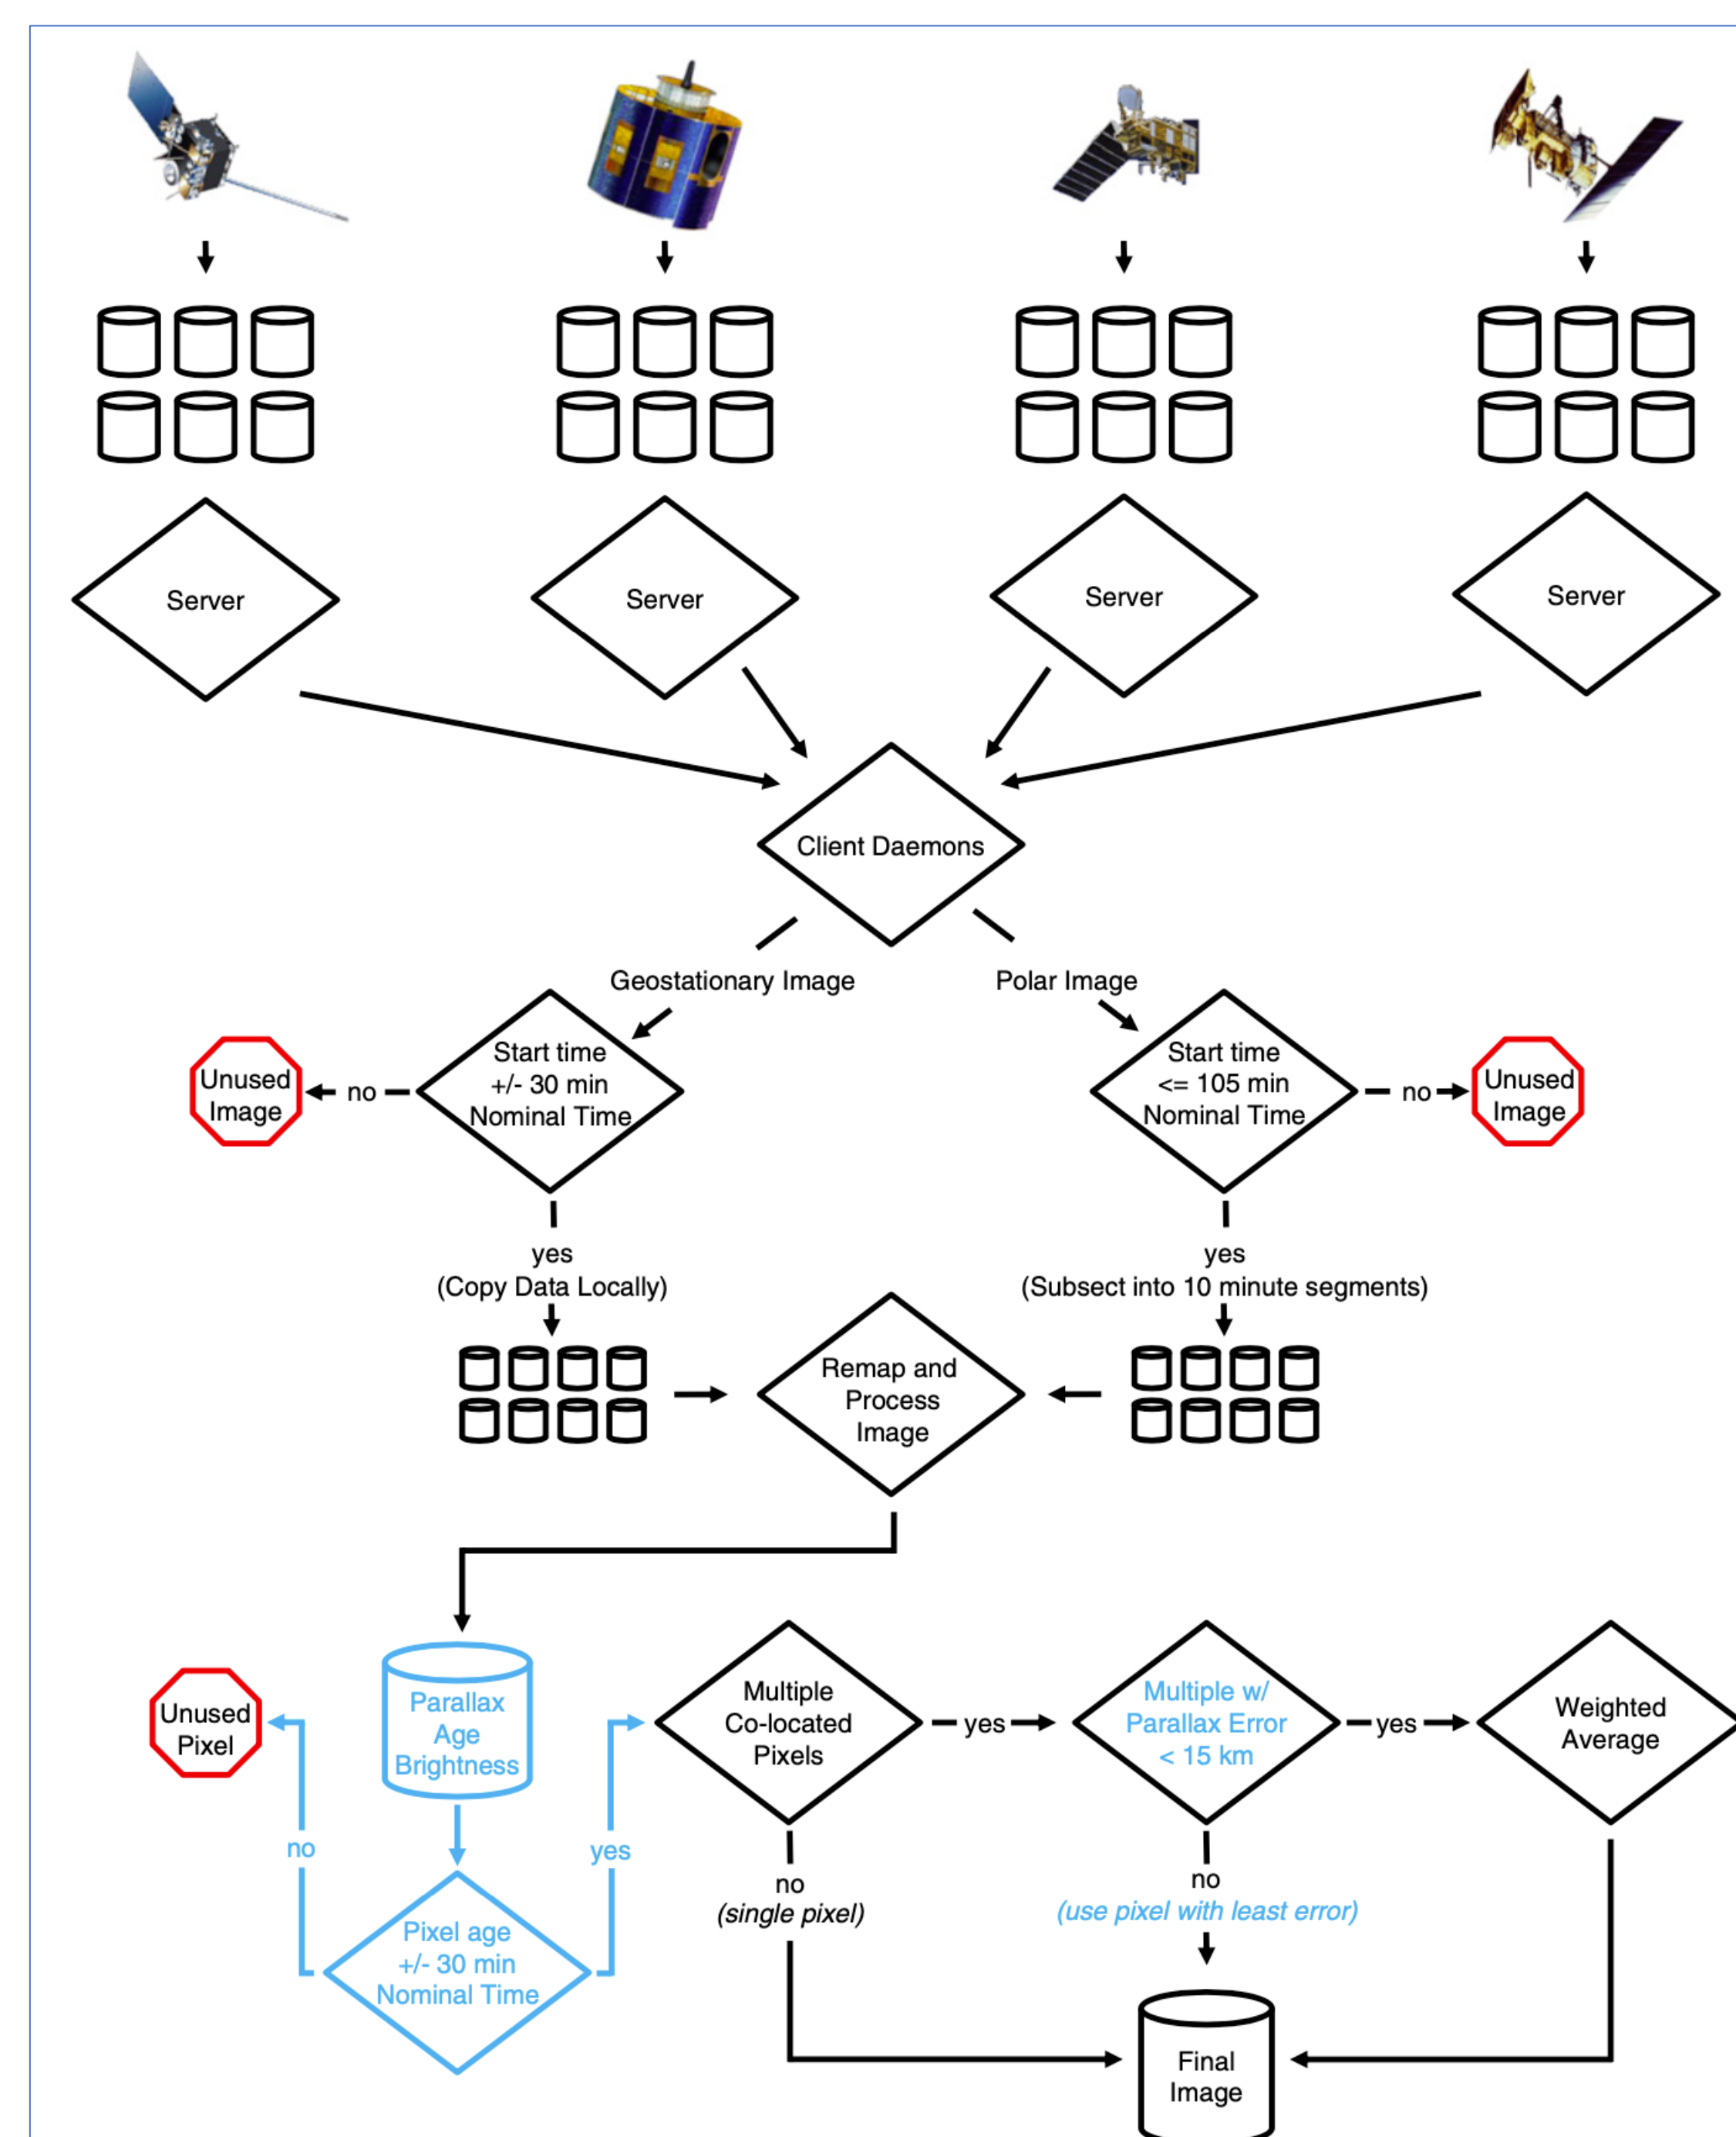 Server
Server
Server
Server
Client Daemons
Geostationary Image
Polar Image
Start time
+/- 30 min
Nominal Time
no
Unused
Image
Start time
<= 105 min
Nominal Time
no
Unused
Image
yes
(Copy Data Locally)
yes
(Subsect into 10 minute segments)
Remap and
Process
Image
Unused
Pixel
Parallax
Age
Brightness
no
yes
Pixel age
+/- 30 min
Nominal Time
Multiple
Co-located
Pixels
yes
Multiple w/
Parallax Error
< 15 km
yes
Weighted
Average
no
(single pixel)
no
(use pixel with least error)
Final
Image